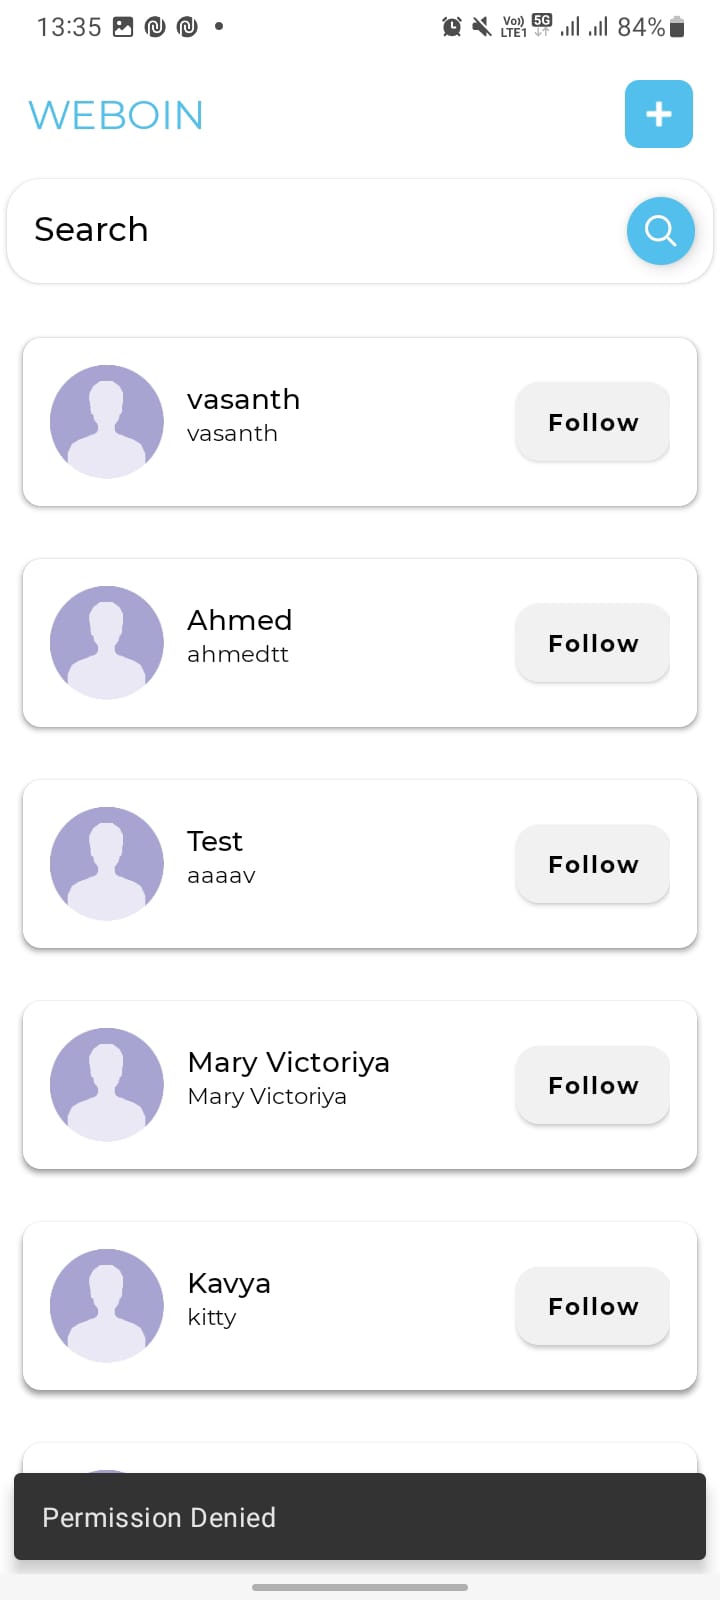 13:35 Vo)) LTE1 5G 84%
WEBOIN
Search
vasanth
vasanth
Follow
Ahmed
ahmedtt
Follow
Test
aaaav
Follow
Mary Victoriya
Mary Victoriya
Follow
Kavya
kitty
Follow
Permission Denied